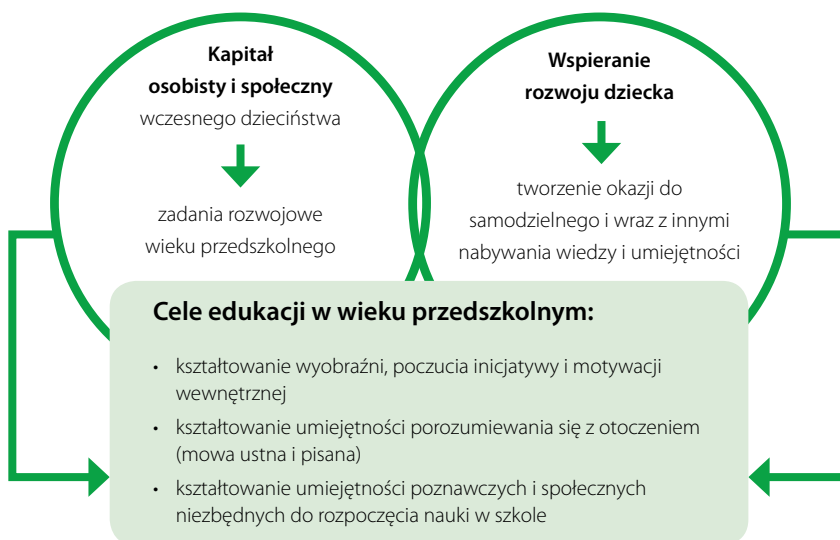 Kapitał
osobisty i społeczny
wczesnego dzieciństwa
zadania rozwojowe
wieku przedszkolnego
Wspieranie
rozwoju dziecka
tworzenie okazji do
samodzielnego i wraz z innymi
nabywania wiedzy i umiejętności
Cele edukacji w wieku przedszkolnym:
• kształtowanie wyobraźni, poczucia inicjatywy i motywacji
wewnętrznej
• kształtowanie umiejętności porozumiewania się z otoczeniem
(mowa ustna i pisana)
• kształtowanie umiejętności poznawczych i społecznych
niezbędnych do rozpoczęcia nauki w szkole